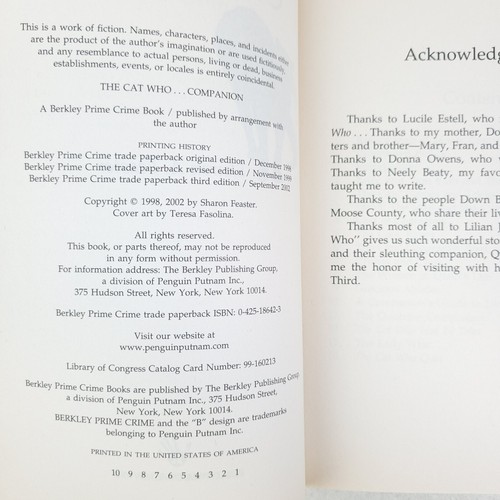 This is a work of fiction. Names, characters, places, and incidents either
are the product of the author's imagination or are used fictitiously,
and any resemblance to actual persons, living or dead, business
establishments, events, or locales is entirely coincidental.
THE CAT WHO . . . COMPANION
A Berkley Prime Crime Book / published by arrangement with
the author
PRINTING HISTORY
Berkley Prime Crime trade paperback original edition / December 1998
Berkley Prime Crime trade paperback revised edition / November 1999
Berkley Prime Crime trade paperback third edition / September 2002
Copyright © 1998, 2002 by Sharon Feaster.
Cover art by Teresa Fasolina.
All rights reserved.
This book, or parts thereof, may not be reproduced
in any form without permission.
For information address: The Berkley Publishing Group,
a division of Penguin Putnam Inc.,
375 Hudson Street, New York, New York 10014.
Berkley Prime Crime trade paperback ISBN: 0-425-18642-3
Visit our website at
www.penguinputnam.com
Library of Congress Catalog Card Number: 99-160213
Berkley Prime Crime Books are published by The Berkley Publishing Group,
a division of Penguin Putnam Inc., 375 Hudson Street,
New York, New York 10014.
BERKLEY PRIME CRIME and the "B" design are trademarks
belonging to Penguin Putnam Inc.
PRINTED IN THE UNITED STATES OF AMERICA
10 9 8 7 6 5 4 3 2 1
Acknowledg
Thanks to Lucile Estell, who
Who . . . Thanks to my mother, Do
ters and brother—Mary, Fran, and
Thanks to Donna Owens, who
Thanks to Neely Beaty, my favo
taught me to write.
Thanks to the people Down B
Moose County, who share their liv
Thanks most of all to Lilian J
Who" gives us such wonderful sto
and their sleuthing companion, Q
me the honor of visiting with h
Third.